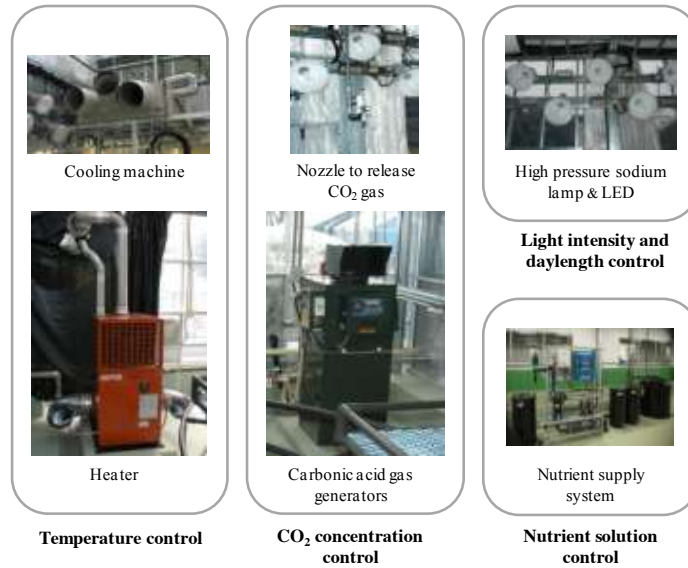 Cooling machine
Heater
Temperature control
Nozzle to release
CO₂ gas
Carbonic acid gas
generators
CO₂ concentration
control
High pressure sodium
lamp & LED
Light intensity and
daylength control
Nutrient supply
system
Nutrient solution
control